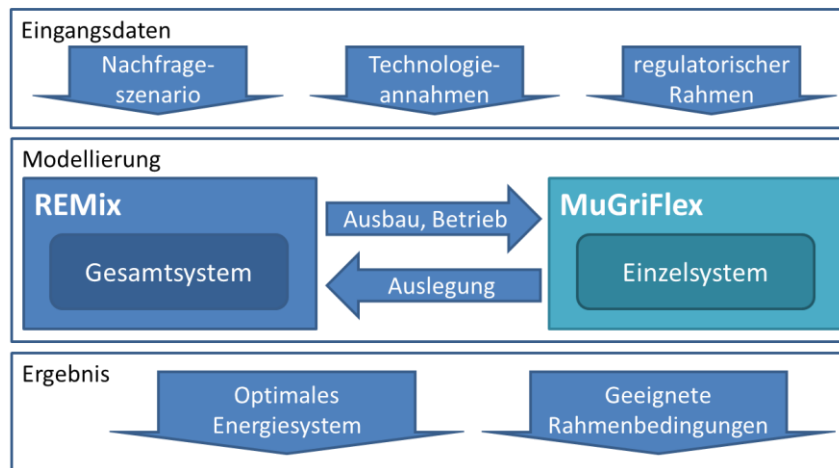 Eingangsdaten
Nachfrage-
szenario
Technologie-
annahmen
regulatorischer
Rahmen
Modellierung
REMix
Gesamtsystem
Ausbau, Betrieb
Auslegung
MuGriFlex
Einzelsystem
Ergebnis
Optimales
Energiesystem
Geeignete
Rahmenbedingungen